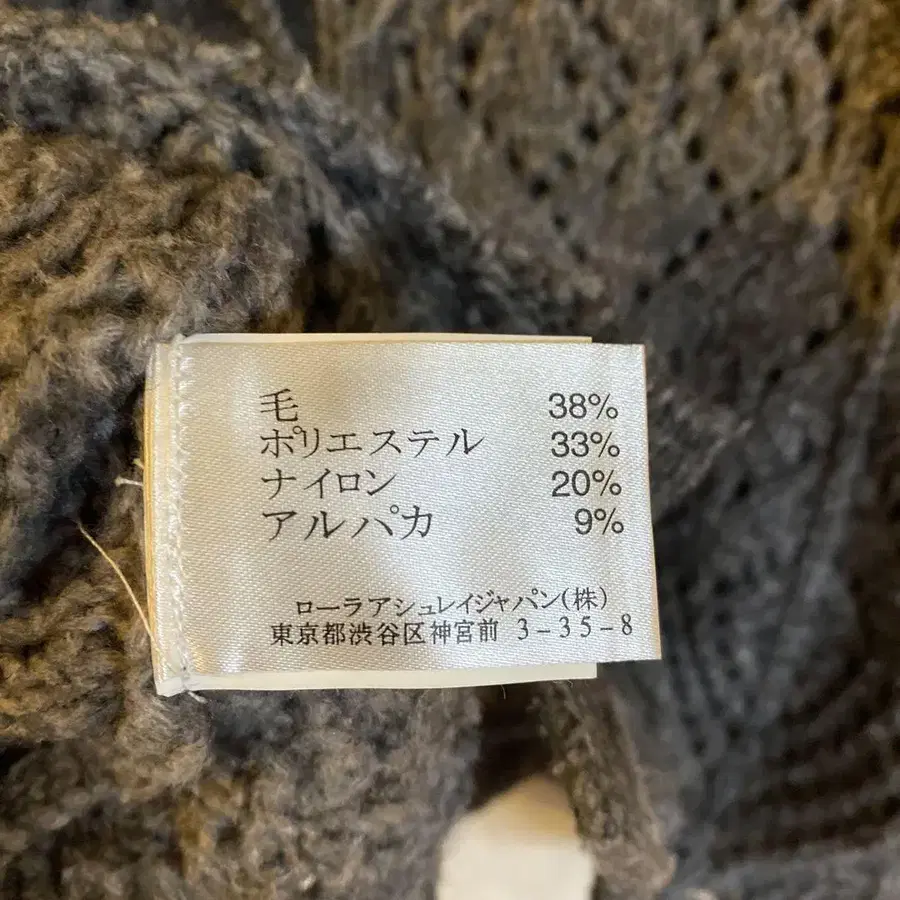 毛 38%
ポリエステル 33%
ナイロン 20%
アルパカ 9%
ローラアシュレイジャパン(株)
東京都渋谷区神宮前 3-35-8